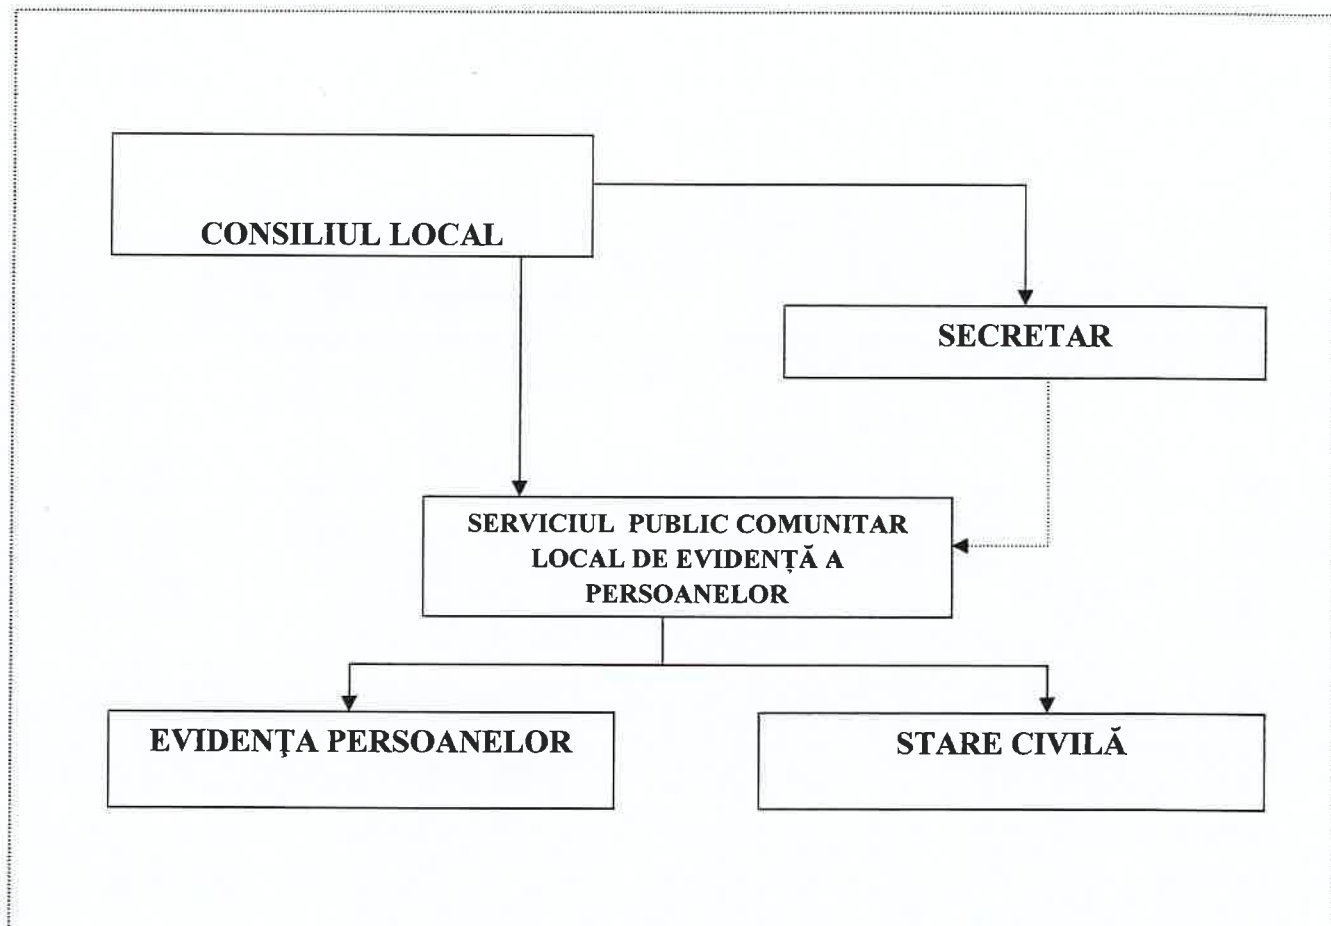 CONSILIUL LOCAL
SECRETAR
SERVICIUL PUBLIC COMUNITAR
LOCAL DE EVIDENȚĂ A
PERSOANELOR
EVIDENŢA PERSOANELOR
STARE CIVILĂ